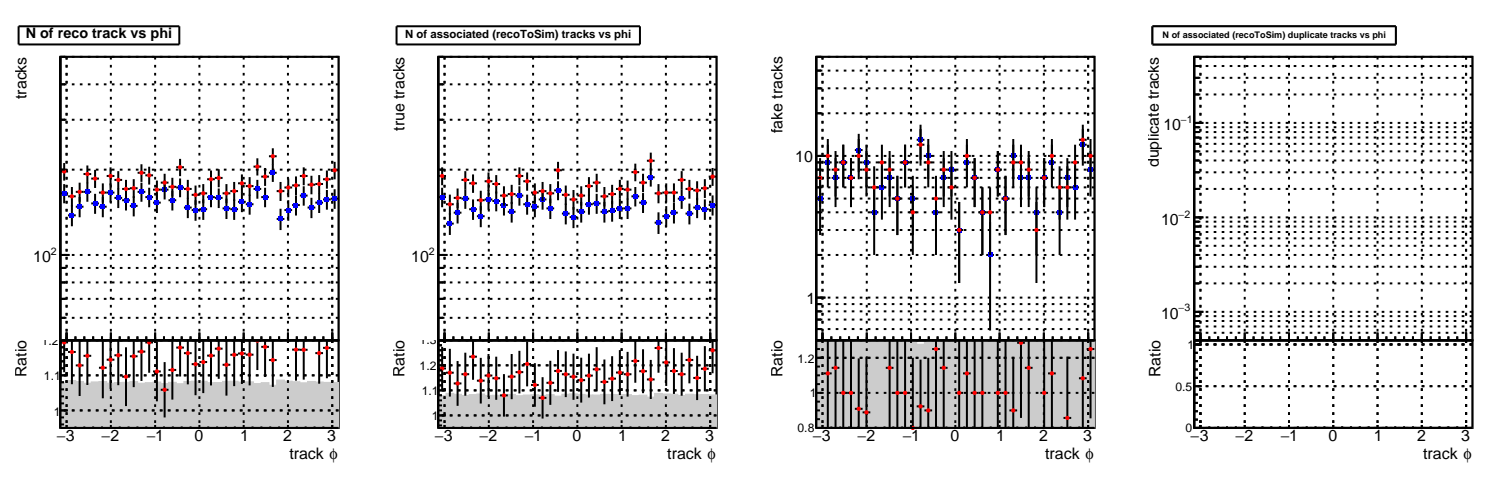 N of reco track vs phi
tracks
10²
Ratio
1.2
1.1
1
−3 −2 −1 0 1 2 3
track ϕ
N of associated (recoToSim) tracks vs phi
true tracks
10²
Ratio
1.3
1.2
1.1
1
−3 −2 −1 0 1 2 3
track ϕ
fake tracks
10
1
Ratio
1.2
1
0.8
−3 −2 −1 0 1 2 3
track ϕ
N of associated (recoToSim) duplicate tracks vs phi
duplicate tracks
10⁻¹
10⁻²
10⁻³
Ratio
1
0.5
0
−3 −2 −1 0 1 2 3
track ϕ